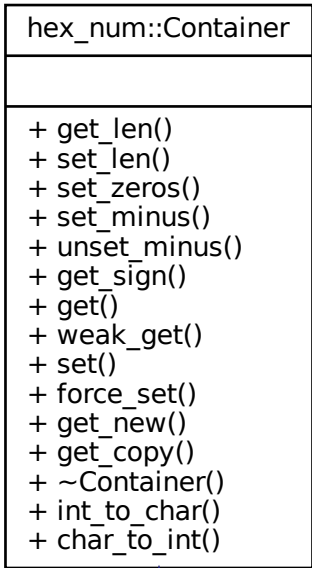 hex_num::Container
+ get_len()
+ set_len()
+ set_zeros()
+ set_minus()
+ unset_minus()
+ get_sign()
+ get()
+ weak_get()
+ set()
+ force_set()
+ get_new()
+ get_copy()
+ ~Container()
+ int_to_char()
+ char_to_int()